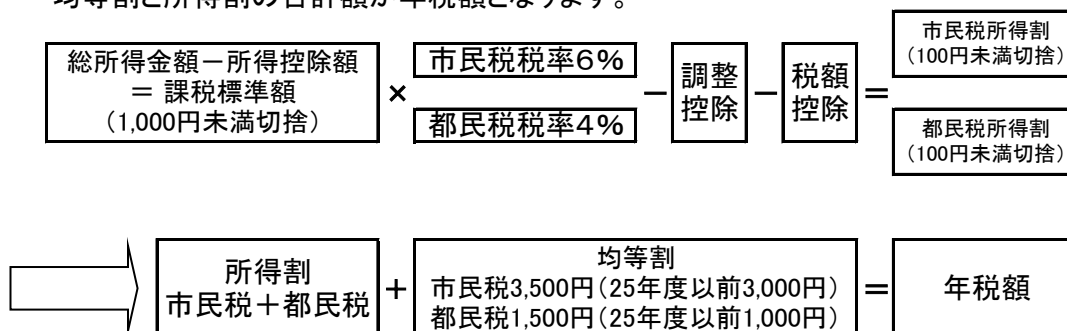 均等割と所得割の合計額が年税額となります。
総所得金額－所得控除額
＝ 課税標準額
（1,000円未満切捨）
×
市民税税率６％
都民税税率４％
－
調整
控除
－
税額
控除
＝
市民税所得割
（100円未満切捨）
都民税所得割
（100円未満切捨）
所得割
市民税＋都民税
＋
均等割
市民税3,500円（25年度以前3,000円）
都民税1,500円（25年度以前1,000円）
＝
年税額